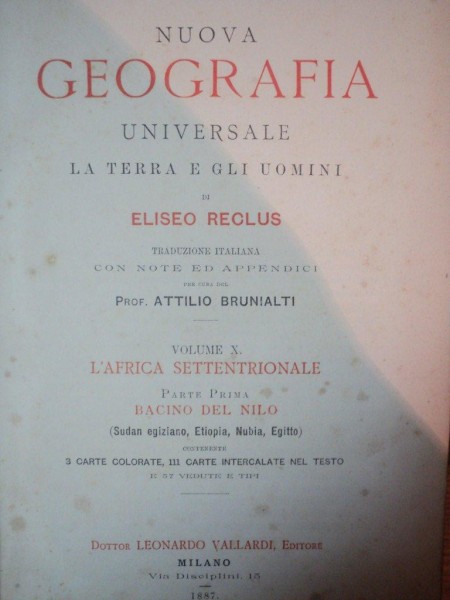 NUOVA
GEOGRAFIA
UNIVERSALE
LA TERRA E GLI UOMINI
DI
ELISEO RECLUS
TRADUZIONE ITALIANA
CON NOTE ED APPENDICI
PER CURA DEL
PROF. ATTILIO BRUNIALTI
VOLUME X.
L'AFRICA SETTENTRIONALE
PARTE PRIMA
BACINO DEL NILO
(Sudan egiziano, Etiopia, Nubia, Egitto)
CONTENENTE
3 CARTE COLORATE, 111 CARTE INTERCALATE NEL TESTO
E 57 VEDUTE E TIPI
DOTTOR LEONARDO VALLARDI, EDITORE
MILANO
Via Disciplini, 15
1887.